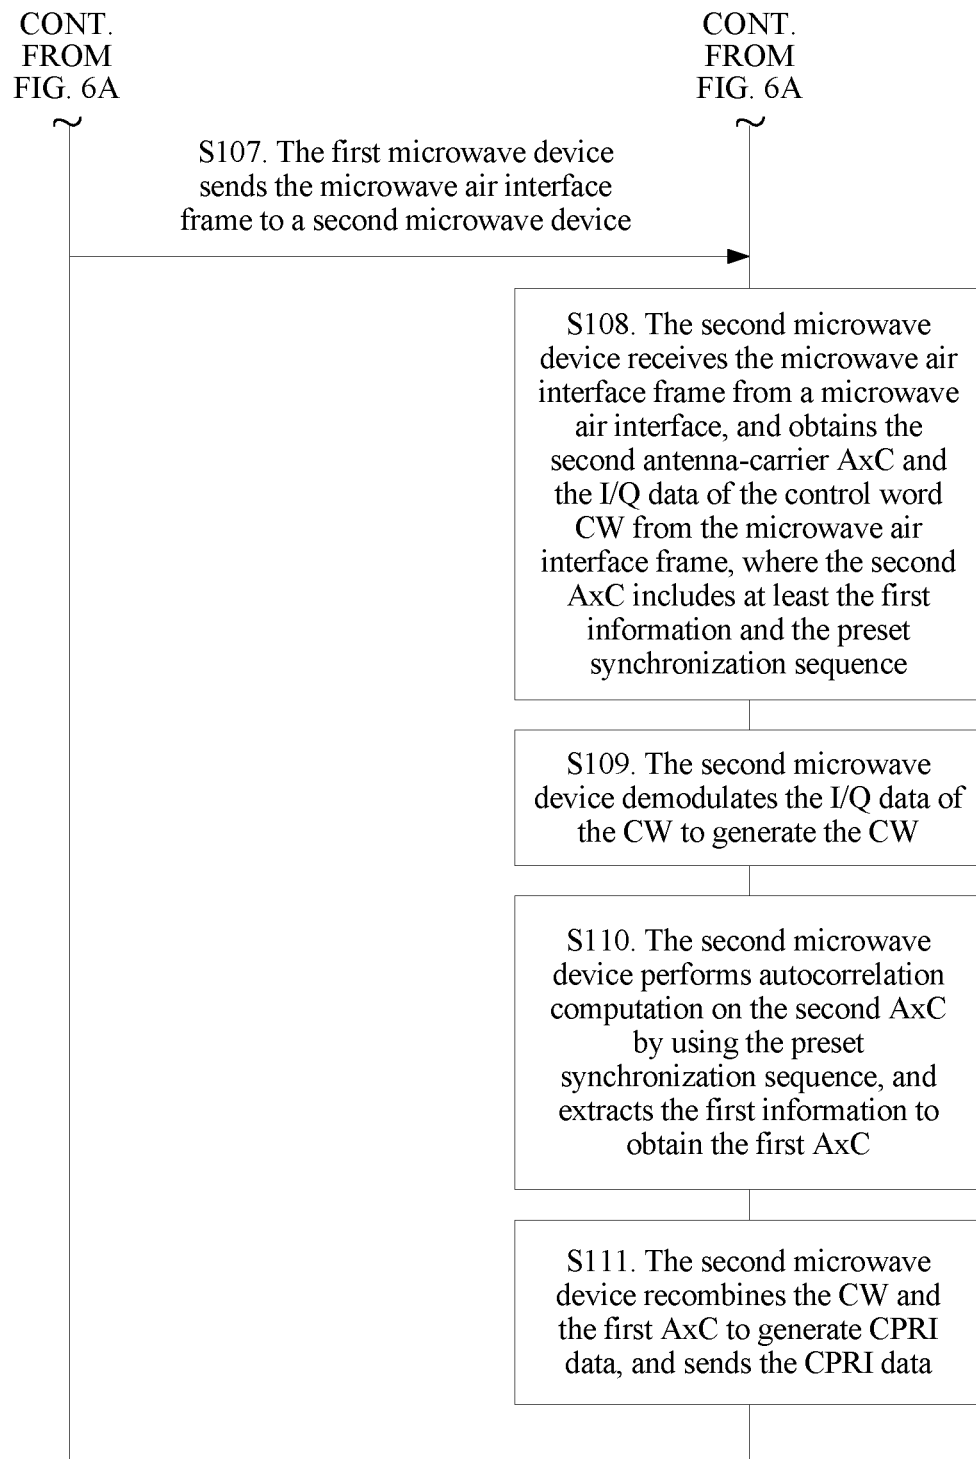 CONT.
FROM
FIG. 6A
CONT.
FROM
FIG. 6A
S107. The first microwave device
sends the microwave air interface
frame to a second microwave device
S108. The second microwave
device receives the microwave air
interface frame from a microwave
air interface, and obtains the
second antenna-carrier AxC and
the I/Q data of the control word
CW from the microwave air
interface frame, where the second
AxC includes at least the first
information and the preset
synchronization sequence
S109. The second microwave
device demodulates the I/Q data of
the CW to generate the CW
S110. The second microwave
device performs autocorrelation
computation on the second AxC
by using the preset
synchronization sequence, and
extracts the first information to
obtain the first AxC
S111. The second microwave
device recombines the CW and
the first AxC to generate CPRI
data, and sends the CPRI data